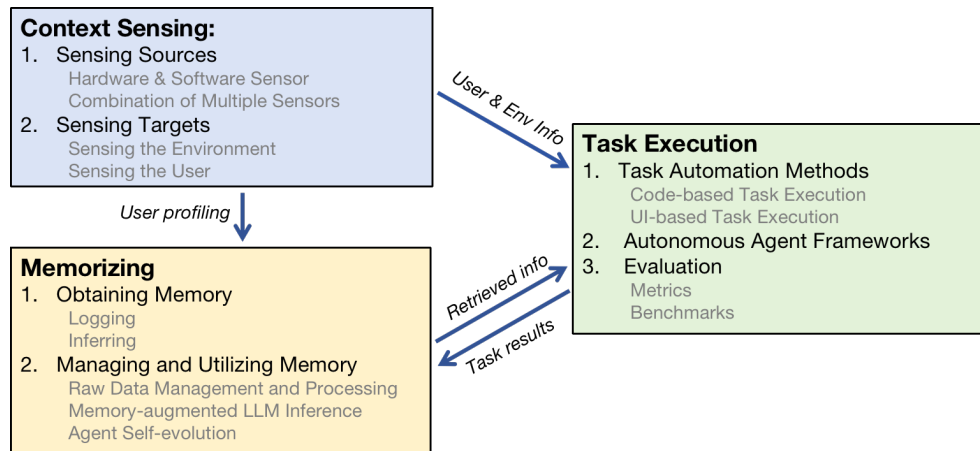 Context Sensing:
1. Sensing Sources
Hardware & Software Sensor
Combination of Multiple Sensors
2. Sensing Targets
Sensing the Environment
Sensing the User
User & Env Info
Task Execution
1. Task Automation Methods
Code-based Task Execution
UI-based Task Execution
2. Autonomous Agent Frameworks
3. Evaluation
Metrics
Benchmarks
User profiling
Memorizing
1. Obtaining Memory
Logging
Inferring
2. Managing and Utilizing Memory
Raw Data Management and Processing
Memory-augmented LLM Inference
Agent Self-evolution
Retrieved info
Task results